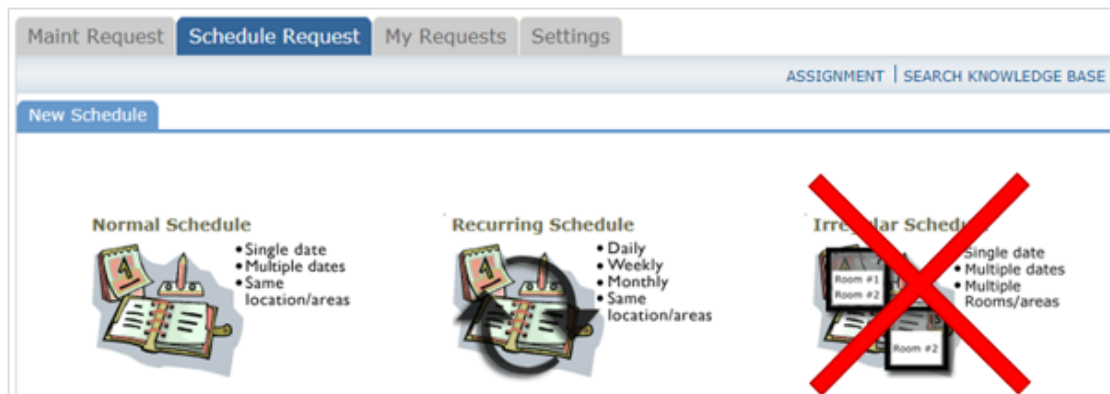 Maint Request Schedule Request My Requests Settings
ASSIGNMENT | SEARCH KNOWLEDGE BASE
New Schedule
Normal Schedule
• Single date
• Multiple dates
• Same
location/areas
Recurring Schedule
• Daily
• Weekly
• Monthly
• Same
location/areas
Irregular Schedule
Single date
• Multiple dates
• Multiple
Rooms/areas
Room #1
Room #2
Room #2